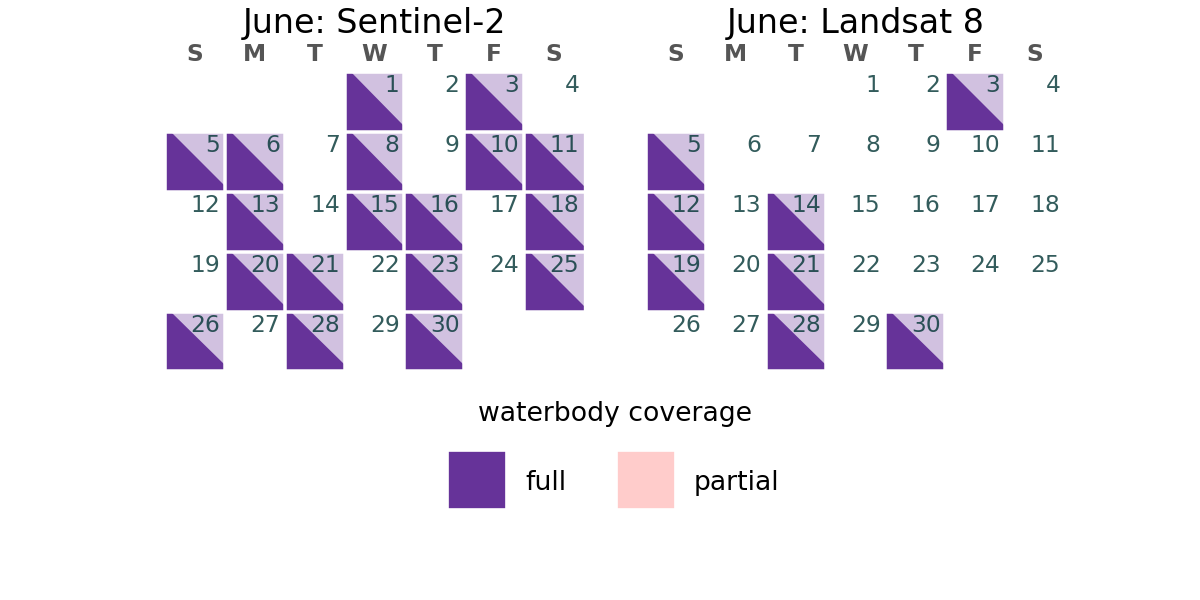 June: Sentinel-2
S M T W T F S
1 2 3 4
5 6 7 8 9 10 11
12 13 14 15 16 17 18
19 20 21 22 23 24 25
26 27 28 29 30
June: Landsat 8
S M T W T F S
1 2 3 4
5 6 7 8 9 10 11
12 13 14 15 16 17 18
19 20 21 22 23 24 25
26 27 28 29 30
waterbody coverage
full
partial